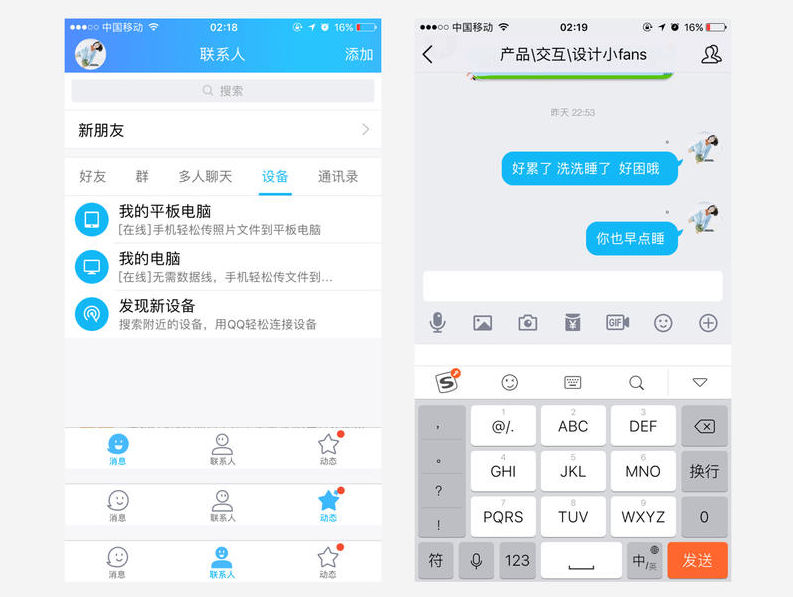 中国移动
02:18
16%
联系人
添加
搜索
新朋友
好友 群 多人聊天 设备 通讯录
我的平板电脑
[在线]手机轻松传照片文件到平板电脑
我的电脑
[在线]无需数据线，手机轻松传文件到...
发现新设备
搜索附近的设备，用QQ轻松连接设备
消息 联系人 动态
消息 联系人 动态
消息 联系人 动态
中国移动
02:19
16%
产品\交互\设计小fans
昨天 22:53
好累了 洗洗睡了 好困哦
你也早点睡
GIF
S
， 1 @/. 2 ABC 3 DEF
。 4 GHI 5 JKL 6 MNO 换行
？ 7 PQRS 8 TUV 9 WXYZ 0
！
符 123 中/英 发送